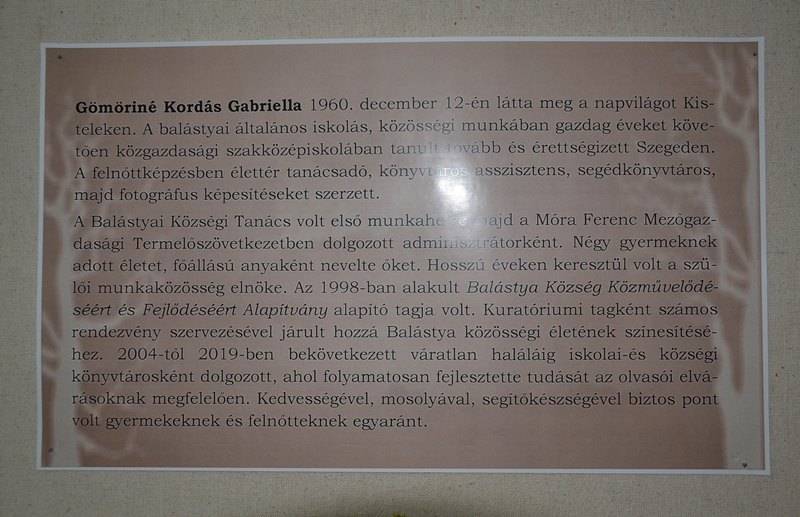 Gömöriné Kordás Gabriella 1960. december 12-én látta meg a napvilágot Kis-
teleken. A balástyai általános iskolás, közösségi munkában gazdag éveket köve-
tően közgazdasági szakközépiskolában tanult tovább és érettségizett Szegeden.
A felnőttképzésben élettér tanácsadó, könyvtáros asszisztens, segédkönyvtáros,
majd fotográfus képesítéseket szerzett.
A Balástyai Községi Tanács volt első majd a Móra Ferenc Mezőgaz-
dasági Termelőszövetkezetben dolgozott adminisztrátorként. Négy gyermeknek
adott életet, főállású anyaként nevelte őket. Hosszú éveken keresztül volt a szü-
lői munkaközösség elnöke. Az 1998-ban alakult Balástya Község Közművelődé-
séért és Fejlődéséért Alapítvány alapító tagja volt. Kuratóriumi tagként számos
rendezvény szervezésével járult hozzá Balástya közösségi életének színesítésé-
hez. 2004-től 2019-ben bekövetkezett váratlan haláláig iskolai-és községi
könyvtárosként dolgozott, ahol folyamatosan fejlesztette tudását az olvasói elvá-
rásoknak megfelelően. Kedvességével, mosolyával, segítőkészségével biztos pont
volt gyermekeknek és felnőtteknek egyaránt.